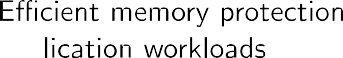 Efficient memory protection
lication workloads